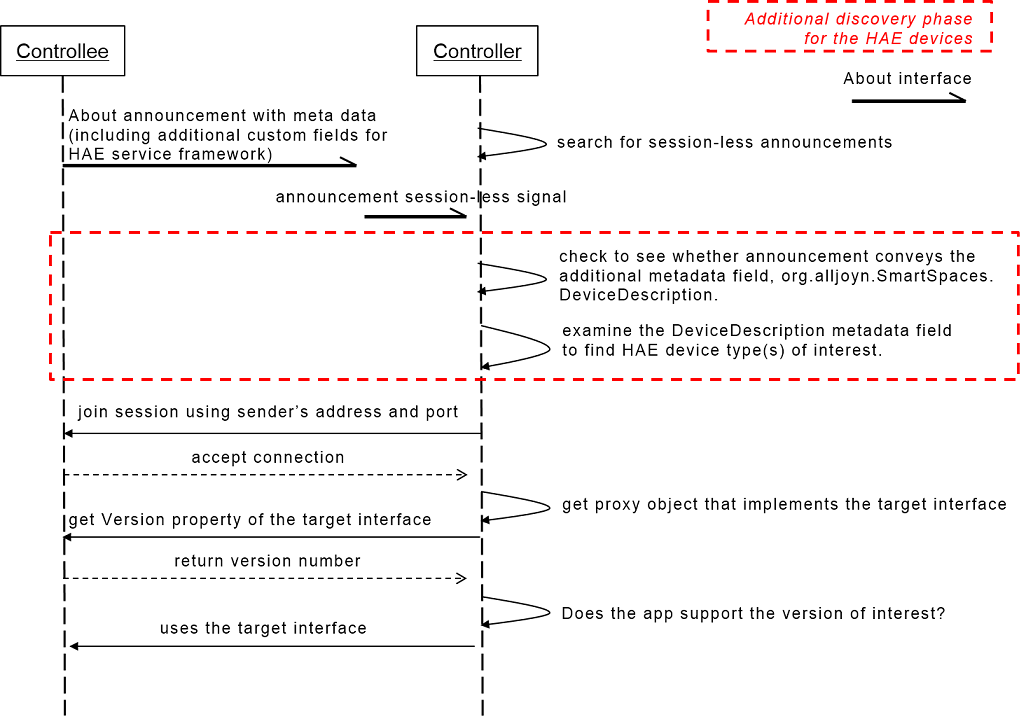 Additional discovery phase
for the HAE devices
Controllee
Controller
About interface
About announcement with meta data
(including additional custom fields for
HAE service framework)
search for session-less announcements
announcement session-less signal
check to see whether announcement conveys the
additional metadata field, org.alljoyn.SmartSpaces.
DeviceDescription.
examine the DeviceDescription metadata field
to find HAE device type(s) of interest.
join session using sender’s address and port
accept connection
get proxy object that implements the target interface
get Version property of the target interface
return version number
Does the app support the version of interest?
uses the target interface